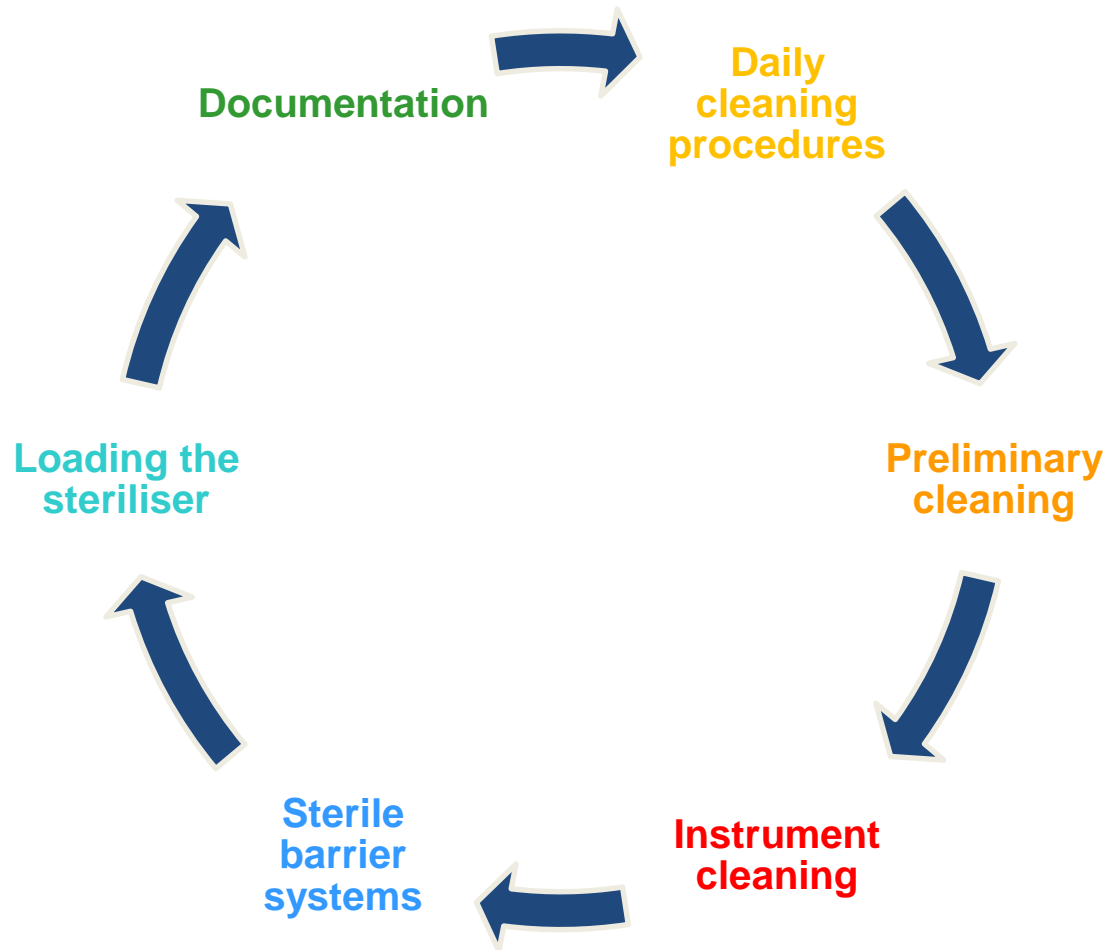 Documentation
Daily
cleaning
procedures
Preliminary
cleaning
Instrument
cleaning
Sterile
barrier
systems
Loading the
steriliser